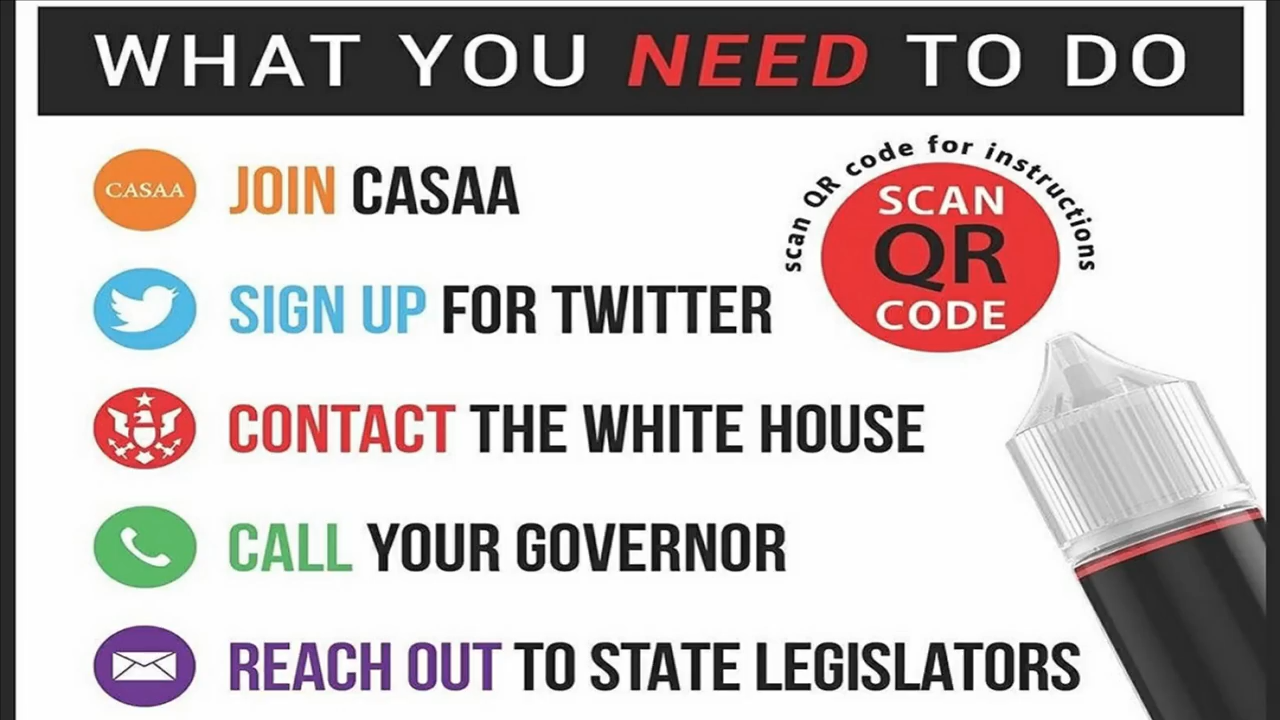 WHAT YOU NEED TO DO
CASAA
JOIN CASAA
scan QR code for instructions
SCAN
QR
CODE
SIGN UP FOR TWITTER
CONTACT THE WHITE HOUSE
CALL YOUR GOVERNOR
REACH OUT TO STATE LEGISLATORS